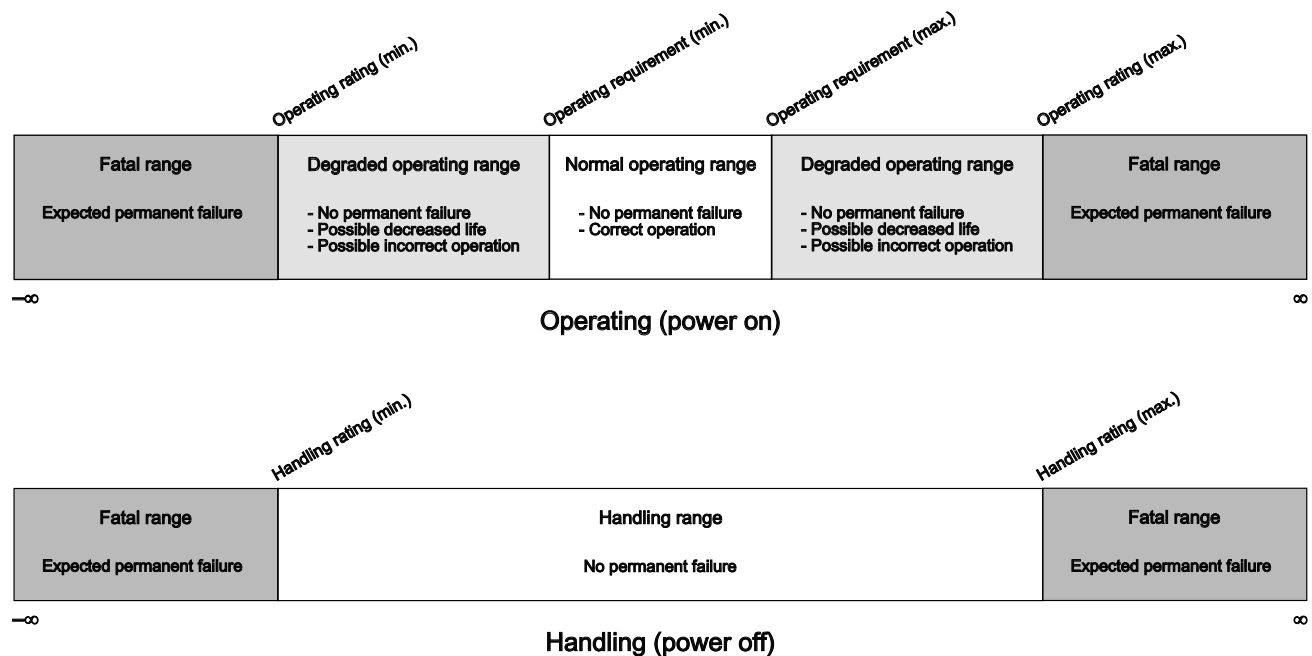 Operating rating (min.)
Operating requirement (min.)
Operating requirement (max.)
Operating rating (max.)
Fatal range
Degraded operating range
Normal operating range
Degraded operating range
Fatal range
Expected permanent failure
- No permanent failure
- Possible decreased life
- Possible incorrect operation
- No permanent failure
- Correct operation
- No permanent failure
- Possible decreased life
- Possible incorrect operation
Expected permanent failure
–∞
∞
Operating (power on)
Handling rating (min.)
Handling rating (max.)
Fatal range
Handling range
Fatal range
Expected permanent failure
No permanent failure
Expected permanent failure
–∞
∞
Handling (power off)